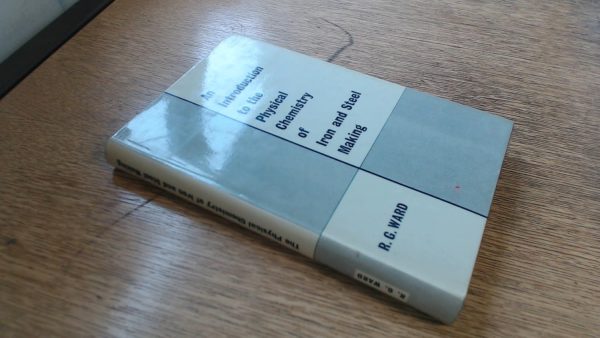 An
Introduction
to the
Physical
Chemistry
of
Iron and Steel
Making
R. G. WARD
The Physical Chemistry of Iron and Steel Making
R. G. WARD